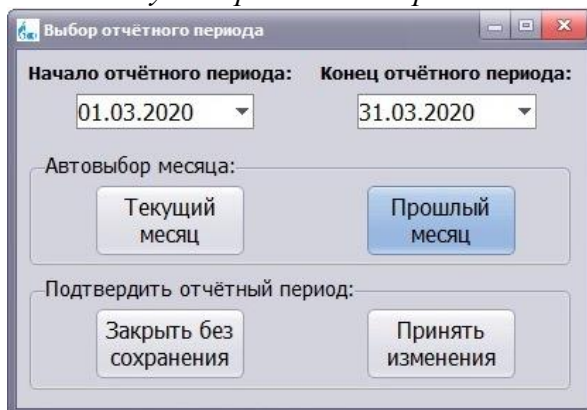 Выбор отчётного периода
Начало отчётного периода: Конец отчётного периода:
01.03.2020 31.03.2020
Автовыбор месяца:
Текущий Прошлый
месяц месяц
Подтвердить отчётный период:
Закрыть без Принять
сохранения изменения